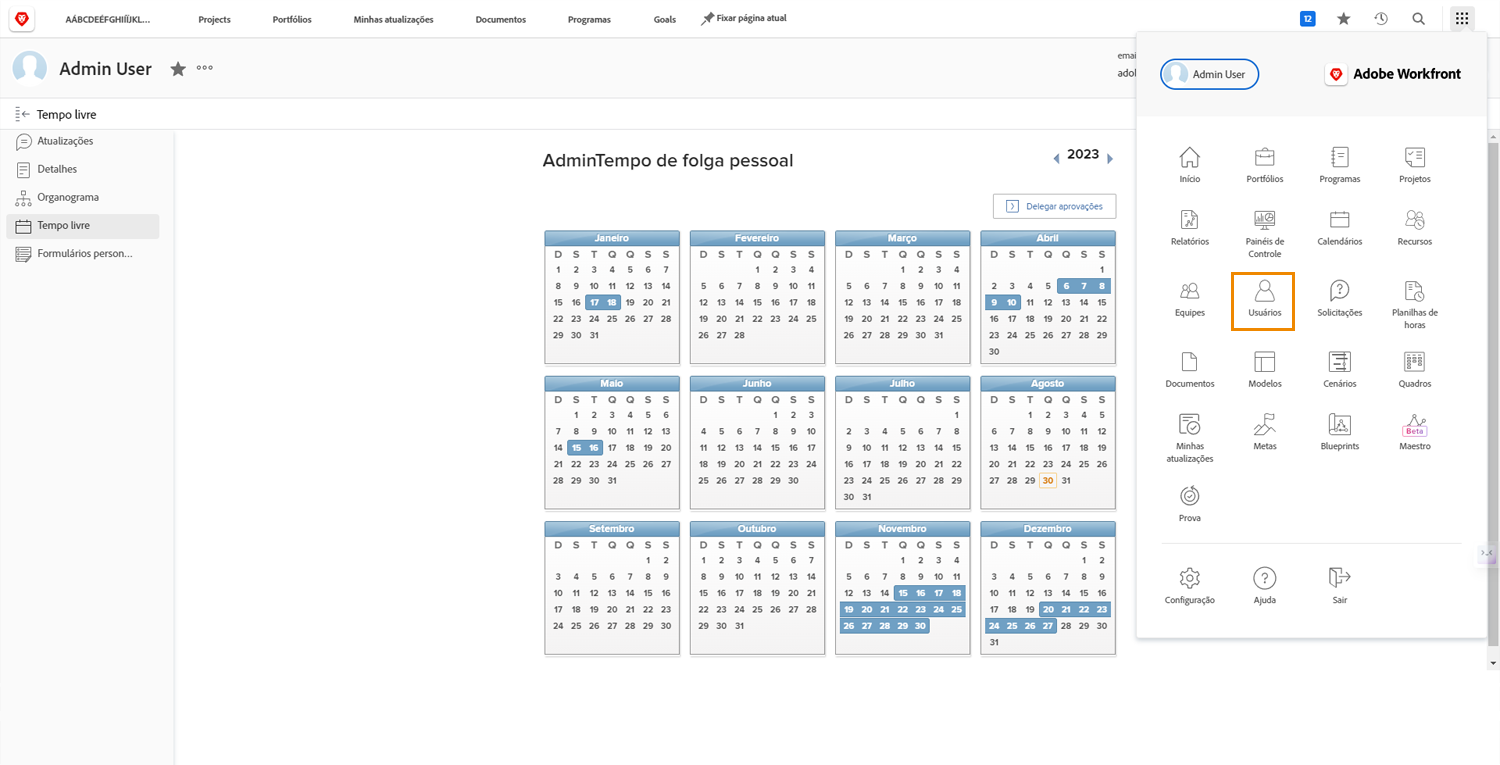 AÁBCDEÉFGHIÍÏJKL...
Projects
Portfólios
Minhas atualizações
Documentos
Programas
Goals
Fixar página atual
12
Admin User
emai
adol
Admin User
Adobe Workfront
Tempo livre
Atualizações
Detalhes
Organograma
Tempo livre
Formulários person...
AdminTempo de folga pessoal
2023
Delegar aprovações
Janeiro
D S T Q Q S S
1 2 3 4 5 6 7
8 9 10 11 12 13 14
15 16 17 18 19 20 21
22 23 24 25 26 27 28
29 30 31
Fevereiro
D S T Q Q S S
1 2 3 4
5 6 7 8 9 10 11
12 13 14 15 16 17 18
19 20 21 22 23 24 25
26 27 28
Março
D S T Q Q S S
1 2 3 4
5 6 7 8 9 10 11
12 13 14 15 16 17 18
19 20 21 22 23 24 25
26 27 28 29 30 31
Abril
D S T Q Q S S
1
2 3 4 5 6 7 8
9 10 11 12 13 14 15
16 17 18 19 20 21 22
23 24 25 26 27 28 29
30
Maio
D S T Q Q S S
1 2 3 4 5 6
7 8 9 10 11 12 13
14 15 16 17 18 19 20
21 22 23 24 25 26 27
28 29 30 31
Junho
D S T Q Q S S
1 2 3
4 5 6 7 8 9 10
11 12 13 14 15 16 17
18 19 20 21 22 23 24
25 26 27 28 29 30
Julho
D S T Q Q S S
1
2 3 4 5 6 7 8
9 10 11 12 13 14 15
16 17 18 19 20 21 22
23 24 25 26 27 28 29
30 31
Agosto
D S T Q Q S S
1 2 3 4 5
6 7 8 9 10 11 12
13 14 15 16 17 18 19
20 21 22 23 24 25 26
27 28 29 30 31
Setembro
D S T Q Q S S
1 2
3 4 5 6 7 8 9
10 11 12 13 14 15 16
17 18 19 20 21 22 23
24 25 26 27 28 29 30
Outubro
D S T Q Q S S
1 2 3 4 5 6 7
8 9 10 11 12 13 14
15 16 17 18 19 20 21
22 23 24 25 26 27 28
29 30 31
Novembro
D S T Q Q S S
1 2 3 4
5 6 7 8 9 10 11
12 13 14 15 16 17 18
19 20 21 22 23 24 25
26 27 28 29 30
Dezembro
D S T Q Q S S
1 2
3 4 5 6 7 8 9
10 11 12 13 14 15 16
17 18 19 20 21 22 23
24 25 26 27 28 29 30
31
Início
Portfólios
Programas
Projetos
Relatórios
Painéis de
Controle
Calendários
Recursos
Equipes
Usuários
Solicitações
Planilhas de
horas
Documentos
Modelos
Cenários
Quadros
Minhas
atualizações
Metas
Blueprints
Beta
Maestro
Prova
Configuração
Ajuda
Sair